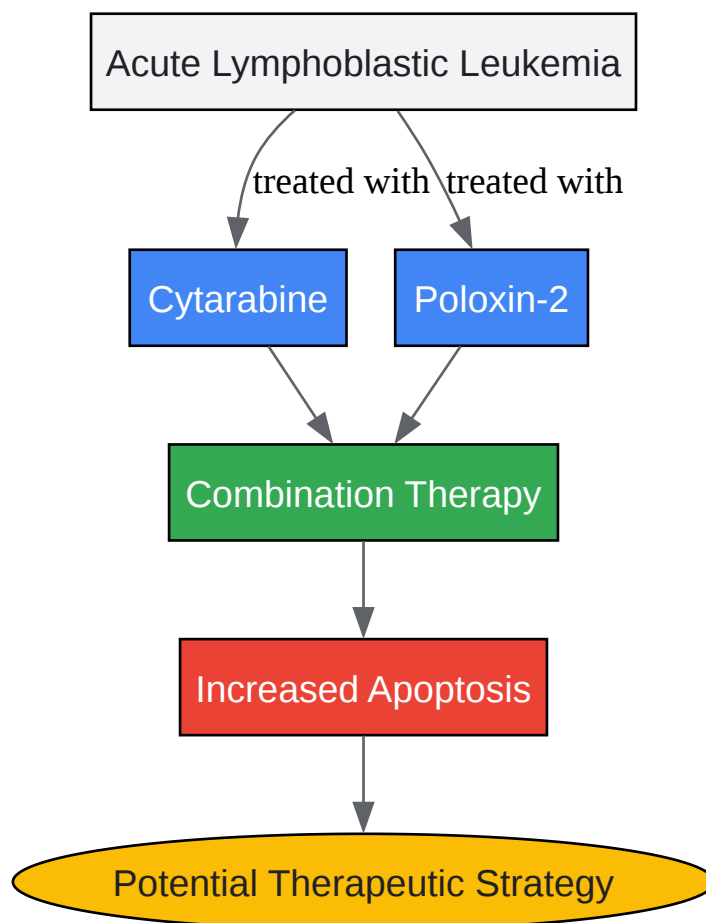 Acute Lymphoblastic Leukemia
treated with treated with
Cytarabine
Poloxin-2
Combination Therapy
Increased Apoptosis
Potential Therapeutic Strategy